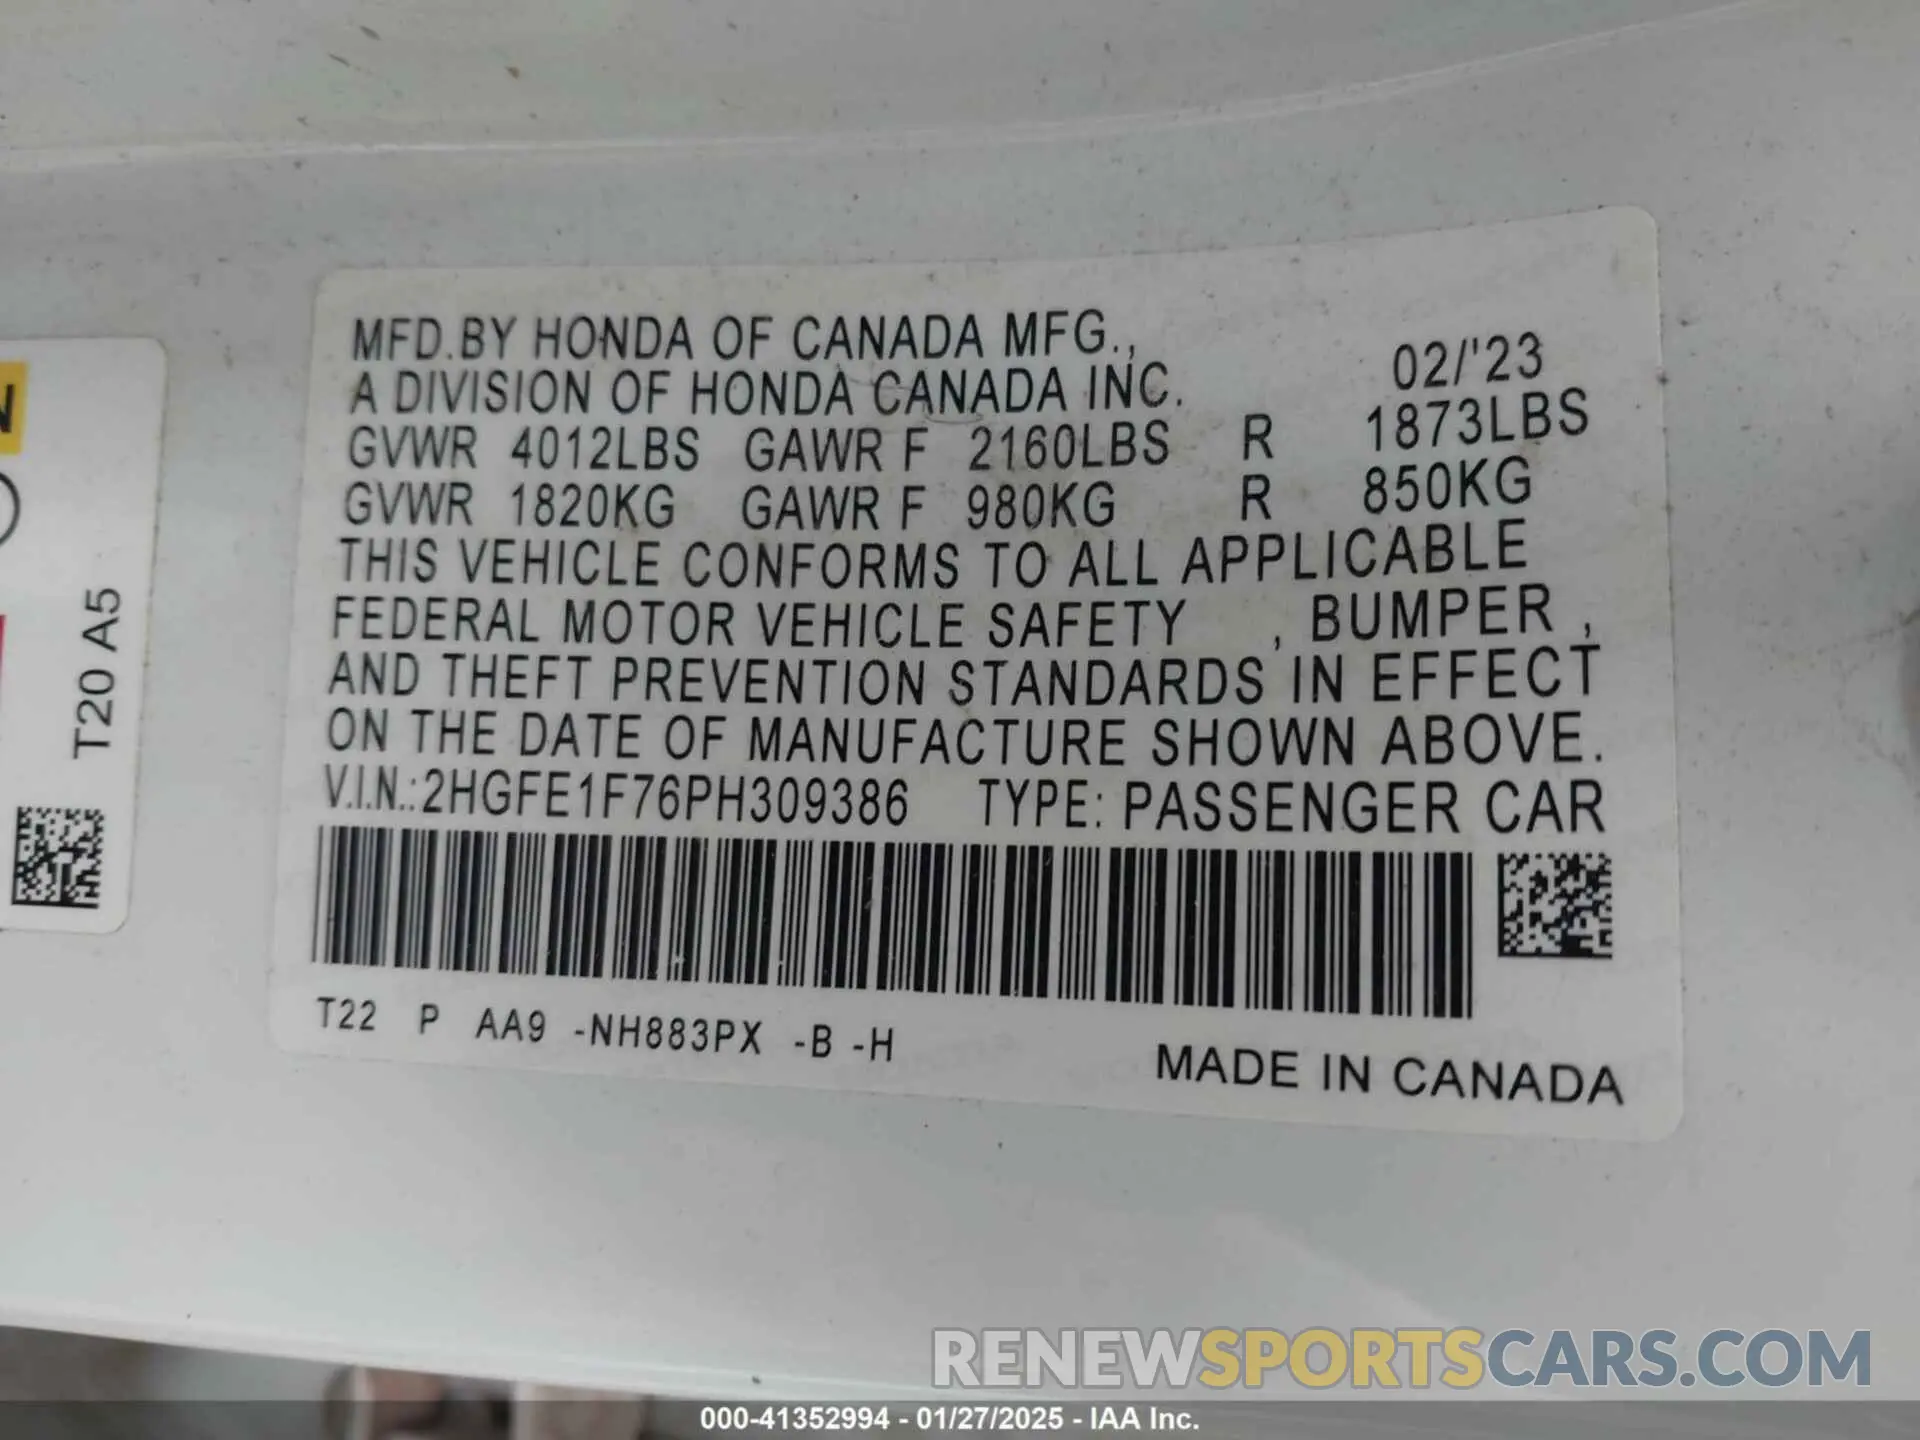 MFD.BY HONDA OF CANADA MFG.,
A DIVISION OF HONDA CANADA INC. 02/'23
GVWR 4012LBS GAWR F 2160LBS R 1873LBS
GVWR 1820KG GAWR F 980KG R 850KG
THIS VEHICLE CONFORMS TO ALL APPLICABLE
FEDERAL MOTOR VEHICLE SAFETY , BUMPER ,
AND THEFT PREVENTION STANDARDS IN EFFECT
ON THE DATE OF MANUFACTURE SHOWN ABOVE.
V.I.N.:2HGFE1F76PH309386 TYPE: PASSENGER CAR
T22 P AA9 -NH883PX -B -H
MADE IN CANADA
T20 A5
N
RENEWSPORTSCARS.COM
000-41352994 - 01/27/2025 - IAA Inc.